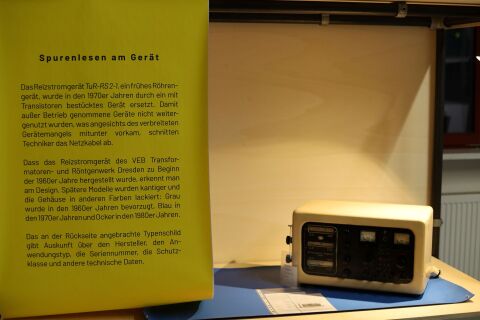 Spurenlesen am Gerät
Das Reizstromgerät TuR-RS 2-1, ein frühes Röhren-
gerät, wurde in den 1970er Jahren durch ein mit
Transistoren bestücktes Gerät ersetzt. Damit
außer Betrieb genommene Geräte nicht weiter-
genutzt wurden, was angesichts des verbreiteten
Gerätemangels mitunter vorkam, schnitten
Techniker das Netzkabel ab.
Dass das Reizstromgerät des VEB Transfor-
matoren- und Röntgenwerk Dresden zu Beginn
der 1960er Jahre hergestellt wurde, erkennt man
am Design. Spätere Modelle wurden kantiger und
die Gehäuse in anderen Farben lackiert: Grau
wurde in den 1960er Jahren bevorzugt, Blau in
den 1970er Jahren und Ocker in den 1980er Jahren.
Das an der Rückseite angebrachte Typenschild
gibt Auskunft über den Hersteller, den An-
wendungstyp, die Seriennummer, die Schutz-
klasse und andere technische Daten.